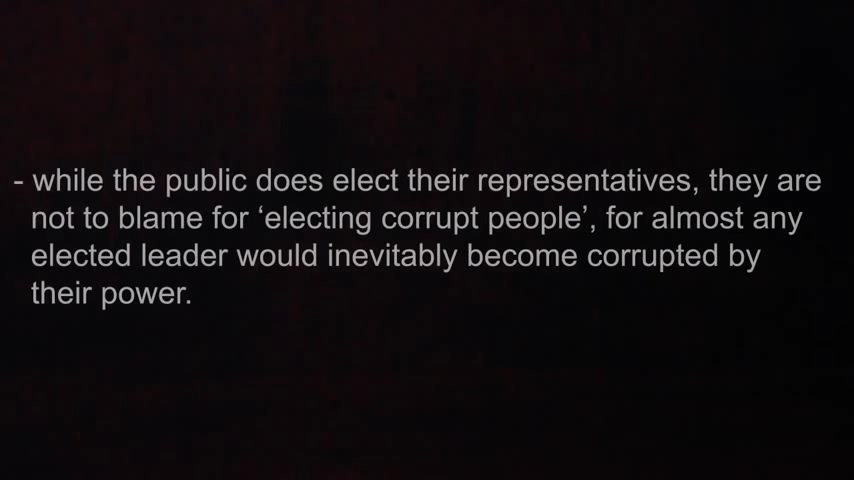 - while the public does elect their representatives, they are
not to blame for ‘electing corrupt people’, for almost any
elected leader would inevitably become corrupted by
their power.